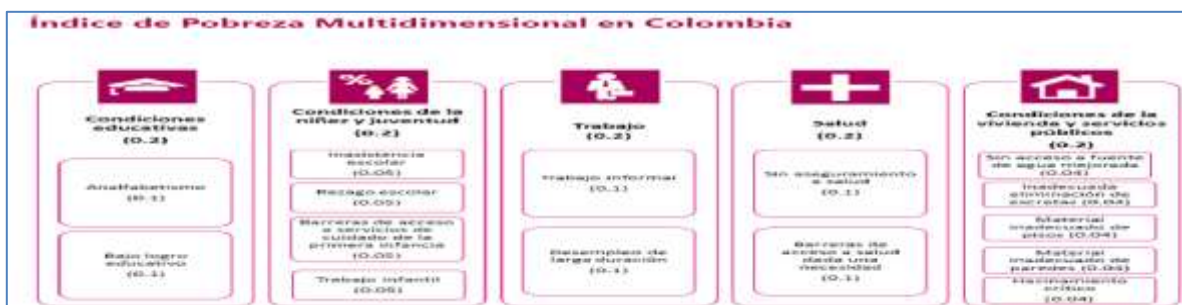 Índice de Pobreza Multidimensional en Colombia
Condiciones
educativas
(0.2)
Analfabetismo
(0.1)
Bajo logro
educativo
(0.1)
Condiciones de la
niñez y juventud
(0.2)
Inasistencia
escolar
(0.05)
Rezago escolar
(0.05)
Barreras de acceso
a servicios de
cuidado de la
primera infancia
(0.05)
Trabajo infantil
(0.05)
Trabajo
(0.2)
Trabajo informal
(0.1)
Desempleo de
larga duración
(0.1)
Salud
(0.2)
Sin aseguramiento
a salud
(0.1)
Barreras de
acceso a salud
dada una
necesidad
(0.1)
Condiciones de la
vivienda y servicios
públicos
(0.2)
Sin acceso a fuente
de agua mejorada
(0.04)
Inadecuada
eliminación de
excretas (0.04)
Material
inadecuado de
pisos (0.04)
Material
inadecuado de
paredes
Hacinamiento
crítico
(0.04)